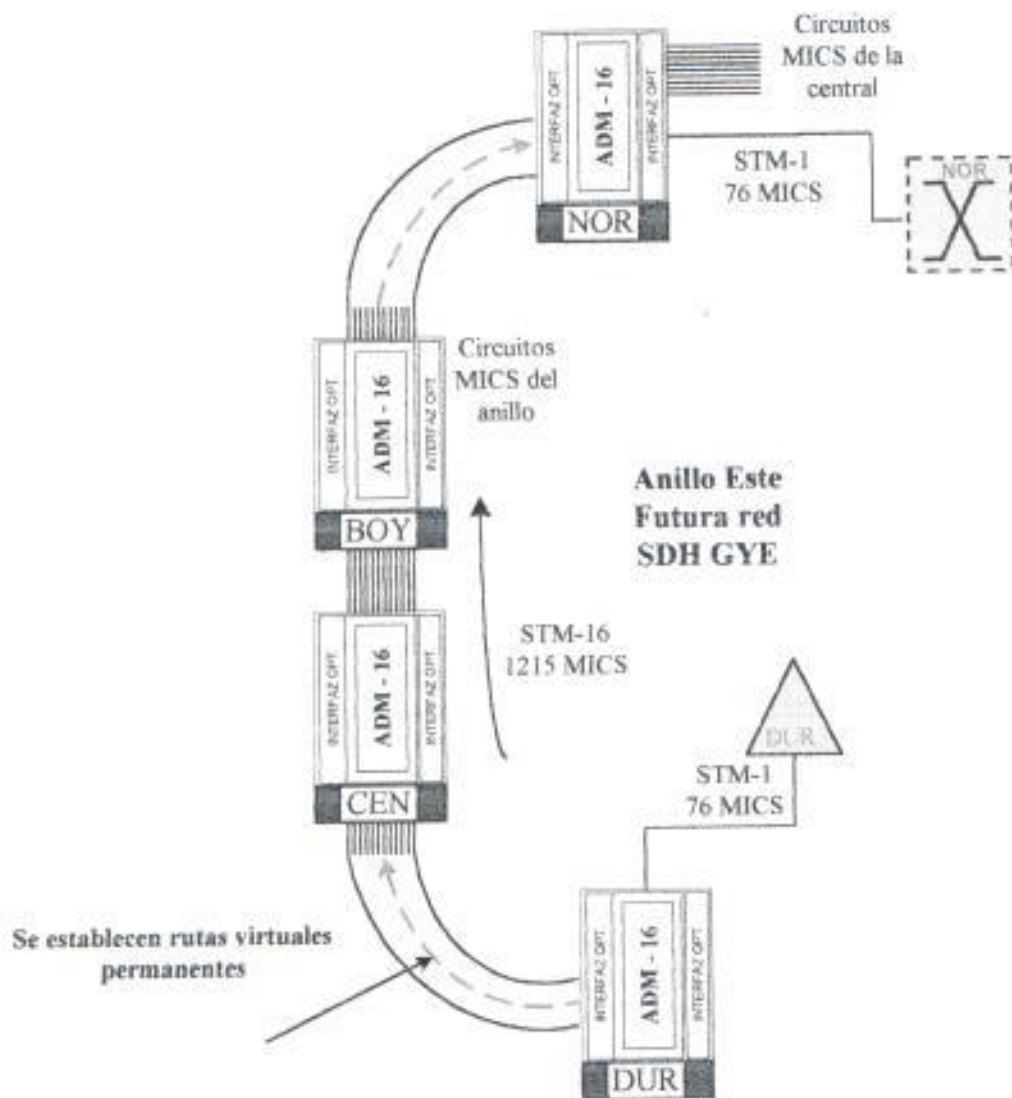 Circuitos
MICS de la
central
INTERFAZ OPT
ADM - 16
INTERFAZ OPT
NOR
STM-1
76 MICS
NOR
INTERFAZ OPT
ADM - 16
INTERFAZ OPT
BOY
Circuitos
MICS del
anillo
Anillo Este
Futura red
SDH GYE
STM-16
1215 MICS
INTERFAZ OPT
ADM - 16
INTERFAZ OPT
CEN
DUR
STM-1
76 MICS
Se establecen rutas virtuales
permanentes
INTERFAZ OPT
ADM - 16
INTERFAZ OPT
DUR